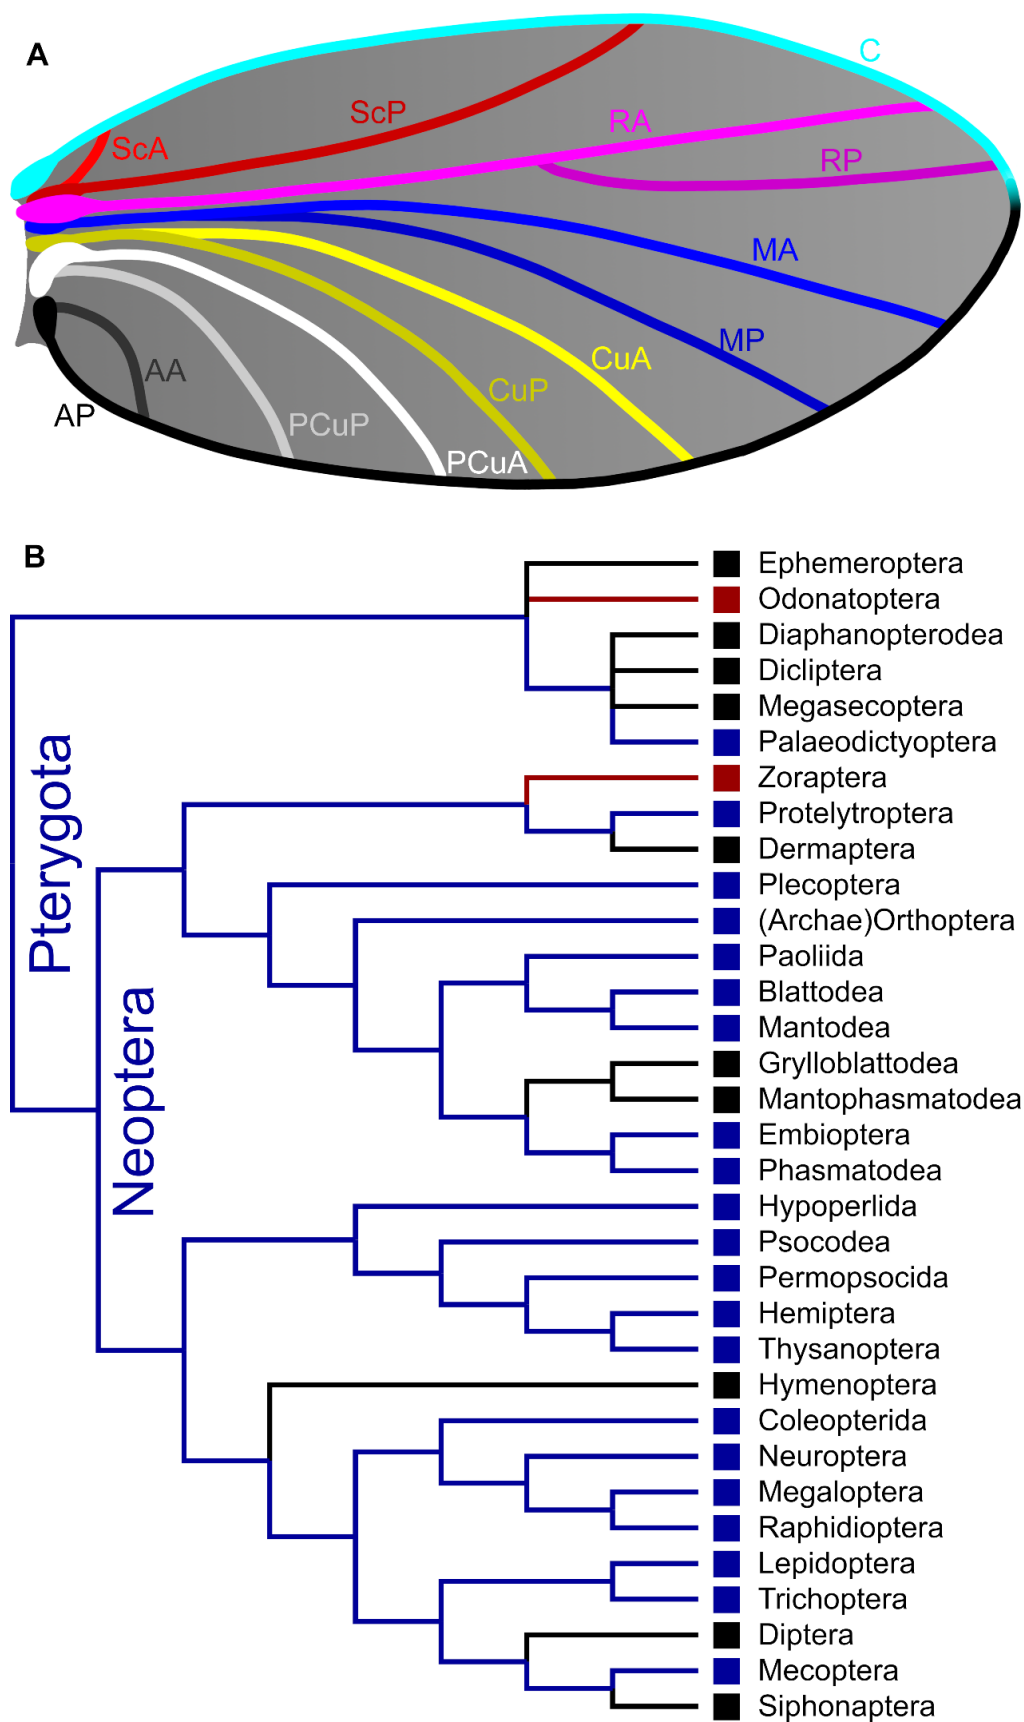 A
C
ScP
RA
ScA
RP
MA
MP
CuA
AA
CuP
AP
PCuP
PCuA
B
Ephemeroptera
Odonatoptera
Diaphanopterodea
Dicliptera
Megasecoptera
Palaeodictyoptera
Zoraptera
Protelytroptera
Dermaptera
Plecoptera
(Archae)Orthoptera
Paoliida
Blattodea
Mantodea
Grylloblattodea
Mantophasmatodea
Embioptera
Phasmatodea
Hypoperlida
Psocodea
Permopsocida
Hemiptera
Thysanoptera
Hymenoptera
Coleopterida
Neuroptera
Megaloptera
Raphidioptera
Lepidoptera
Trichoptera
Diptera
Mecoptera
Siphonaptera
Pterygota
Neoptera